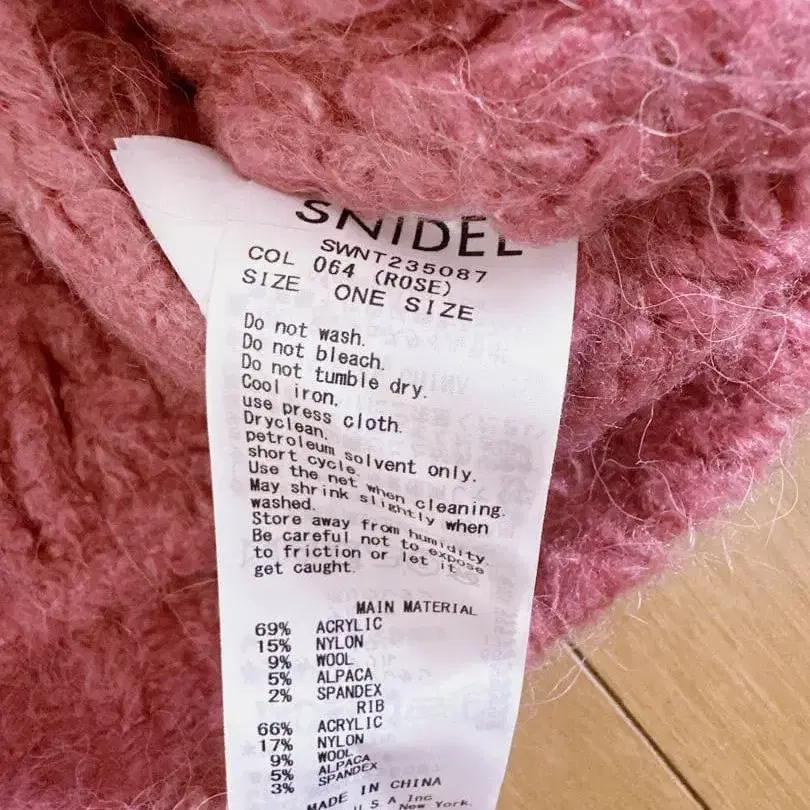 SNIDEL
SWNT235087
COL 064 (ROSE)
SIZE ONE SIZE
Do not wash.
Do not bleach.
Do not tumble dry.
Cool iron.
use press cloth.
Dryclean.
petroleum solvent only.
short cycle.
Use the net when cleaning.
May shrink slightly when
washed.
Store away from humidity.
Be careful not to expose
to friction or let it
get caught.
MAIN MATERIAL
69% ACRYLIC
15% NYLON
9% WOOL
5% ALPACA
2% SPANDEX
RIB
66% ACRYLIC
17% NYLON
9% WOOL
5% ALPACA
3% SPANDEX
MADE IN CHINA
U S A Inc
New York.